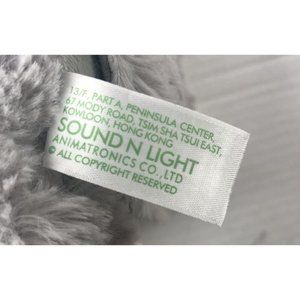 13/F, PART A, PENINSULA CENTER,
67 MODY ROAD, TSIM SHA TSUI EAST,
KOWLOON, HONG KONG
SOUND N LIGHT
ANIMATRONICS CO.,LTD
© ALL COPYRIGHT RESERVED